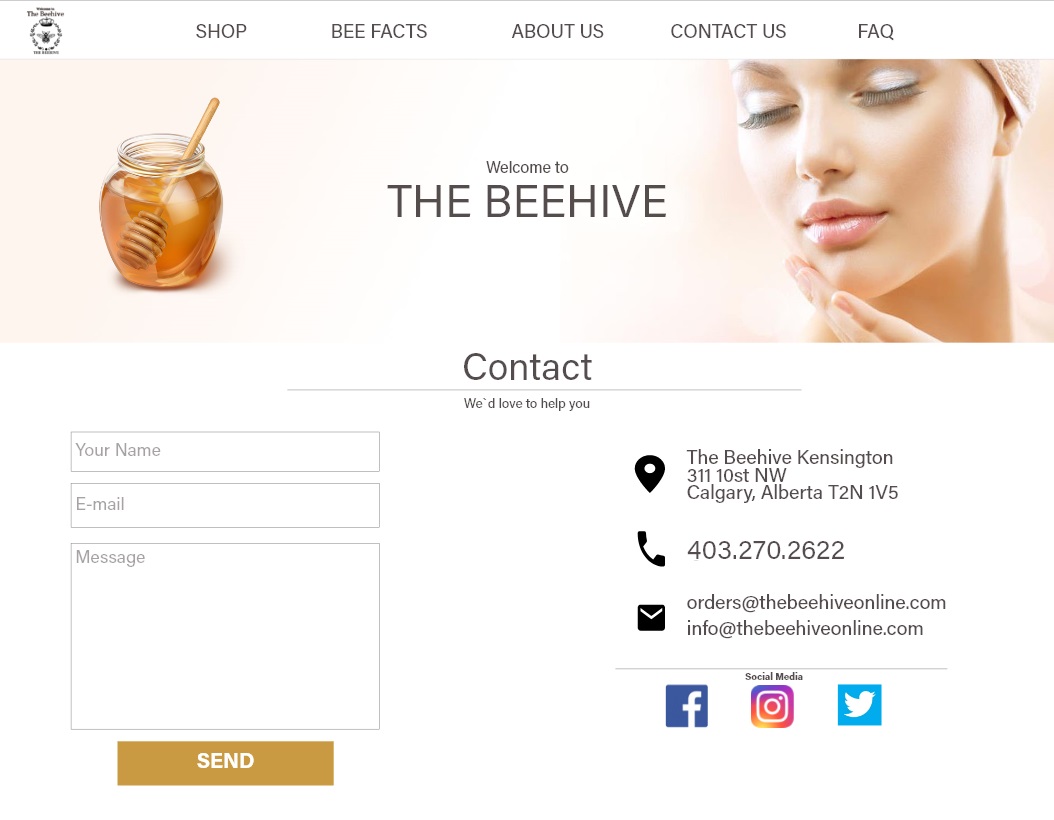 Welcome to
The Beehive
THE BEEHIVE
SHOP
BEE FACTS
ABOUT US
CONTACT US
FAQ
Welcome to
THE BEEHIVE
Contact
We`d love to help you
Your Name
E-mail
Message
SEND
The Beehive Kensington
311 10st NW
Calgary, Alberta T2N 1V5
403.270.2622
orders@thebeehiveonline.com
info@thebeehiveonline.com
Social Media